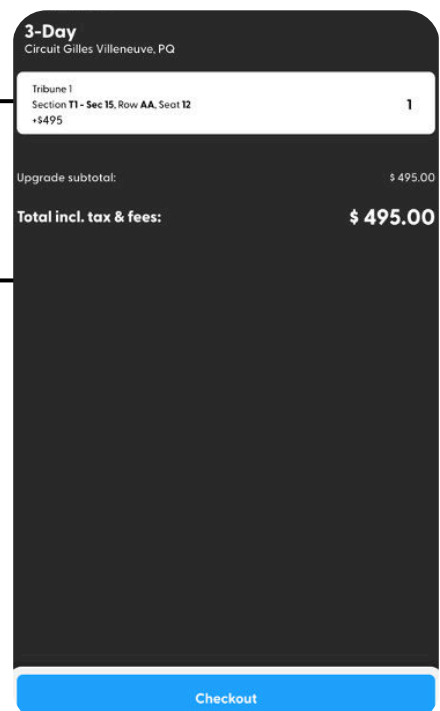 3-Day
Circuit Gilles Villeneuve, PQ
Tribune 1
Section T1 - Sec 15, Row AA, Seat 12
1
+$495
Upgrade subtotal: $ 495.00
Total incl. tax & fees: $ 495.00
Checkout